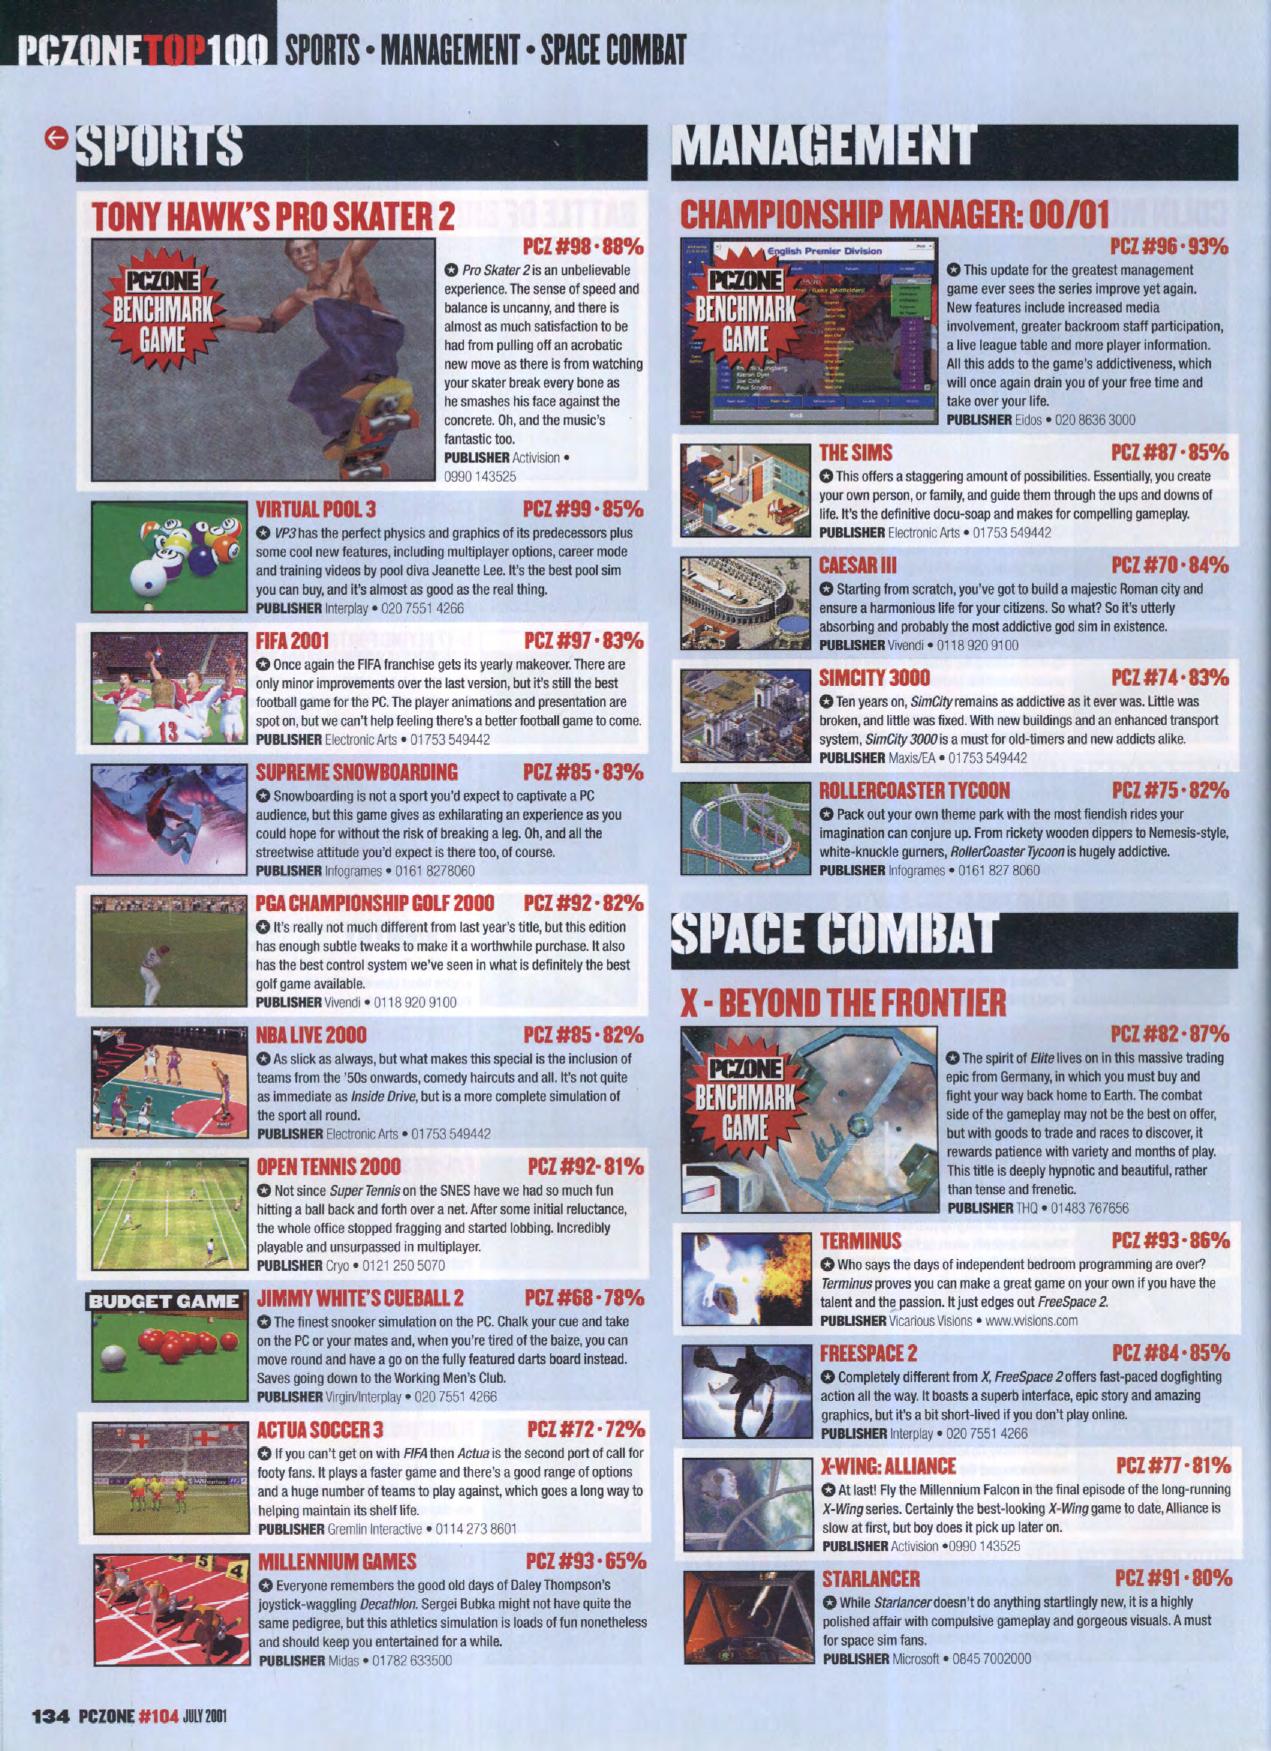 PCZONETOP100 SPORTS • MANAGEMENT • SPACE COMBAT
SPORTS
TONY HAWK'S PRO SKATER 2
PCZONE
BENCHMARK
GAME
PCZ #98 • 88%
Pro Skater 2 is an unbelievable
experience. The sense of speed and
balance is uncanny, and there is
almost as much satisfaction to be
had from pulling off an acrobatic
new move as there is from watching
your skater break every bone as
he smashes his face against the
concrete. Oh, and the music's
fantastic too.
PUBLISHER Activision •
0990 143525
VIRTUAL POOL 3 PCZ #99 • 85%
VP3 has the perfect physics and graphics of its predecessors plus
some cool new features, including multiplayer options, career mode
and training videos by pool diva Jeanette Lee. It's the best pool sim
you can buy, and it's almost as good as the real thing.
PUBLISHER Interplay • 020 7551 4266
FIFA 2001 PCZ #97 • 83%
Once again the FIFA franchise gets its yearly makeover. There are
only minor improvements over the last version, but it's still the best
football game for the PC. The player animations and presentation are
spot on, but we can't help feeling there's a better football game to come.
PUBLISHER Electronic Arts • 01753 549442
13
SUPREME SNOWBOARDING PCZ #85 • 83%
Snowboarding is not a sport you'd expect to captivate a PC
audience, but this game gives as exhilarating an experience as you
could hope for without the risk of breaking a leg. Oh, and all the
streetwise attitude you'd expect is there too, of course.
PUBLISHER Infogrames • 0161 8278060
PGA CHAMPIONSHIP GOLF 2000 PCZ #92 • 82%
It's really not much different from last year's title, but this edition
has enough subtle tweaks to make it a worthwhile purchase. It also
has the best control system we've seen in what is definitely the best
golf game available.
PUBLISHER Vivendi • 0118 920 9100
NBA LIVE 2000 PCZ #85 • 82%
As slick as always, but what makes this special is the inclusion of
teams from the '50s onwards, comedy haircuts and all. It's not quite
as immediate as Inside Drive, but is a more complete simulation of
the sport all round.
PUBLISHER Electronic Arts • 01753 549442
OPEN TENNIS 2000 PCZ #92 • 81%
Not since Super Tennis on the SNES have we had so much fun
hitting a ball back and forth over a net. After some initial reluctance,
the whole office stopped fragging and started lobbing. Incredibly
playable and unsurpassed in multiplayer.
PUBLISHER Cryo • 0121 250 5070
BUDGET GAME
JIMMY WHITE'S CUEBALL 2 PCZ #68 • 78%
The finest snooker simulation on the PC. Chalk your cue and take
on the PC or your mates and, when you're tired of the baize, you can
move round and have a go on the fully featured darts board instead.
Saves going down to the Working Men's Club.
PUBLISHER Virgin/Interplay • 020 7551 4266
ACTUA SOCCER 3 PCZ #72 • 72%
If you can't get on with FIFA then Actua is the second port of call for
footy fans. It plays a faster game and there's a good range of options
and a huge number of teams to play against, which goes a long way to
helping maintain its shelf life.
PUBLISHER Gremlin Interactive • 0114 273 8601
5 4
MILLENNIUM GAMES PCZ #93 • 65%
Everyone remembers the good old days of Daley Thompson's
joystick-waggling Decathlon. Sergei Bubka might not have quite the
same pedigree, but this athletics simulation is loads of fun nonetheless
and should keep you entertained for a while.
PUBLISHER Midas • 01782 633500
MANAGEMENT
CHAMPIONSHIP MANAGER: 00/01
English Premier Division
PCZONE
BENCHMARK
GAME
Kieron Dyer
Joe Cole
Paul Scholes
Back
PCZ #96 • 93%
This update for the greatest management
game ever sees the series improve yet again.
New features include increased media
involvement, greater backroom staff participation,
a live league table and more player information.
All this adds to the game's addictiveness, which
will once again drain you of your free time and
take over your life.
PUBLISHER Eidos • 020 8636 3000
THE SIMS PCZ #87 • 85%
This offers a staggering amount of possibilities. Essentially, you create
your own person, or family, and guide them through the ups and downs of
life. It's the definitive docu-soap and makes for compelling gameplay.
PUBLISHER Electronic Arts • 01753 549442
CAESAR III PCZ #70 • 84%
Starting from scratch, you've got to build a majestic Roman city and
ensure a harmonious life for your citizens. So what? So it's utterly
absorbing and probably the most addictive god sim in existence.
PUBLISHER Vivendi • 0118 920 9100
SIMCITY 3000 PCZ #74 • 83%
Ten years on, SimCity remains as addictive as it ever was. Little was
broken, and little was fixed. With new buildings and an enhanced transport
system, SimCity 3000 is a must for old-timers and new addicts alike.
PUBLISHER Maxis/EA • 01753 549442
ROLLERCOASTER TYCOON PCZ #75 • 82%
Pack out your own theme park with the most fiendish rides your
imagination can conjure up. From rickety wooden dippers to Nemesis-style,
white-knuckle gurners, RollerCoaster Tycoon is hugely addictive.
PUBLISHER Infogrames • 0161 827 8060
SPACE COMBAT
X - BEYOND THE FRONTIER
PCZONE
BENCHMARK
GAME
PCZ #82 • 87%
The spirit of Elite lives on in this massive trading
epic from Germany, in which you must buy and
fight your way back home to Earth. The combat
side of the gameplay may not be the best on offer,
but with goods to trade and races to discover, it
rewards patience with variety and months of play.
This title is deeply hypnotic and beautiful, rather
than tense and frenetic.
PUBLISHER THQ • 01483 767656
TERMINUS PCZ #93 • 86%
Who says the days of independent bedroom programming are over?
Terminus proves you can make a great game on your own if you have the
talent and the passion. It just edges out FreeSpace 2.
PUBLISHER Vicarious Visions • www.vvisions.com
FREESPACE 2 PCZ #84 • 85%
Completely different from X, FreeSpace 2 offers fast-paced dogfighting
action all the way. It boasts a superb interface, epic story and amazing
graphics, but it's a bit short-lived if you don't play online.
PUBLISHER Interplay • 020 7551 4266
X-WING: ALLIANCE PCZ #77 • 81%
At last! Fly the Millennium Falcon in the final episode of the long-running
X-Wing series. Certainly the best-looking X-Wing game to date, Alliance is
slow at first, but boy does it pick up later on.
PUBLISHER Activision •0990 143525
STARLANCER PCZ #91 • 80%
While Starlancer doesn't do anything startlingly new, it is a highly
polished affair with compulsive gameplay and gorgeous visuals. A must
for space sim fans.
PUBLISHER Microsoft • 0845 7002000
134 PCZONE #104 JULY 2001